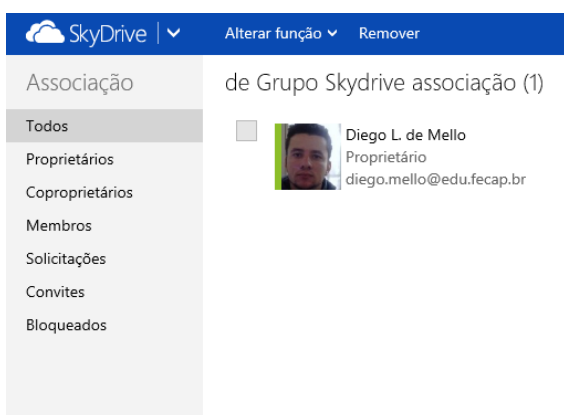 SkyDrive
Alterar função Remover
Associação
Todos
Proprietários
Coproprietários
Membros
Solicitações
Convites
Bloqueados
de Grupo Skydrive associação (1)
Diego L. de Mello
Proprietário
diego.mello@edu.fecap.br